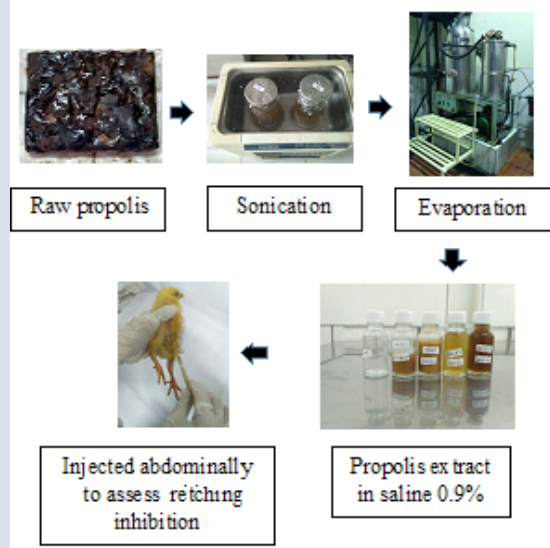 Raw propolis
Sonication
Evaporation
Propolis extract
in saline 0.9%
Injected abdominally
to assess retching
inhibition